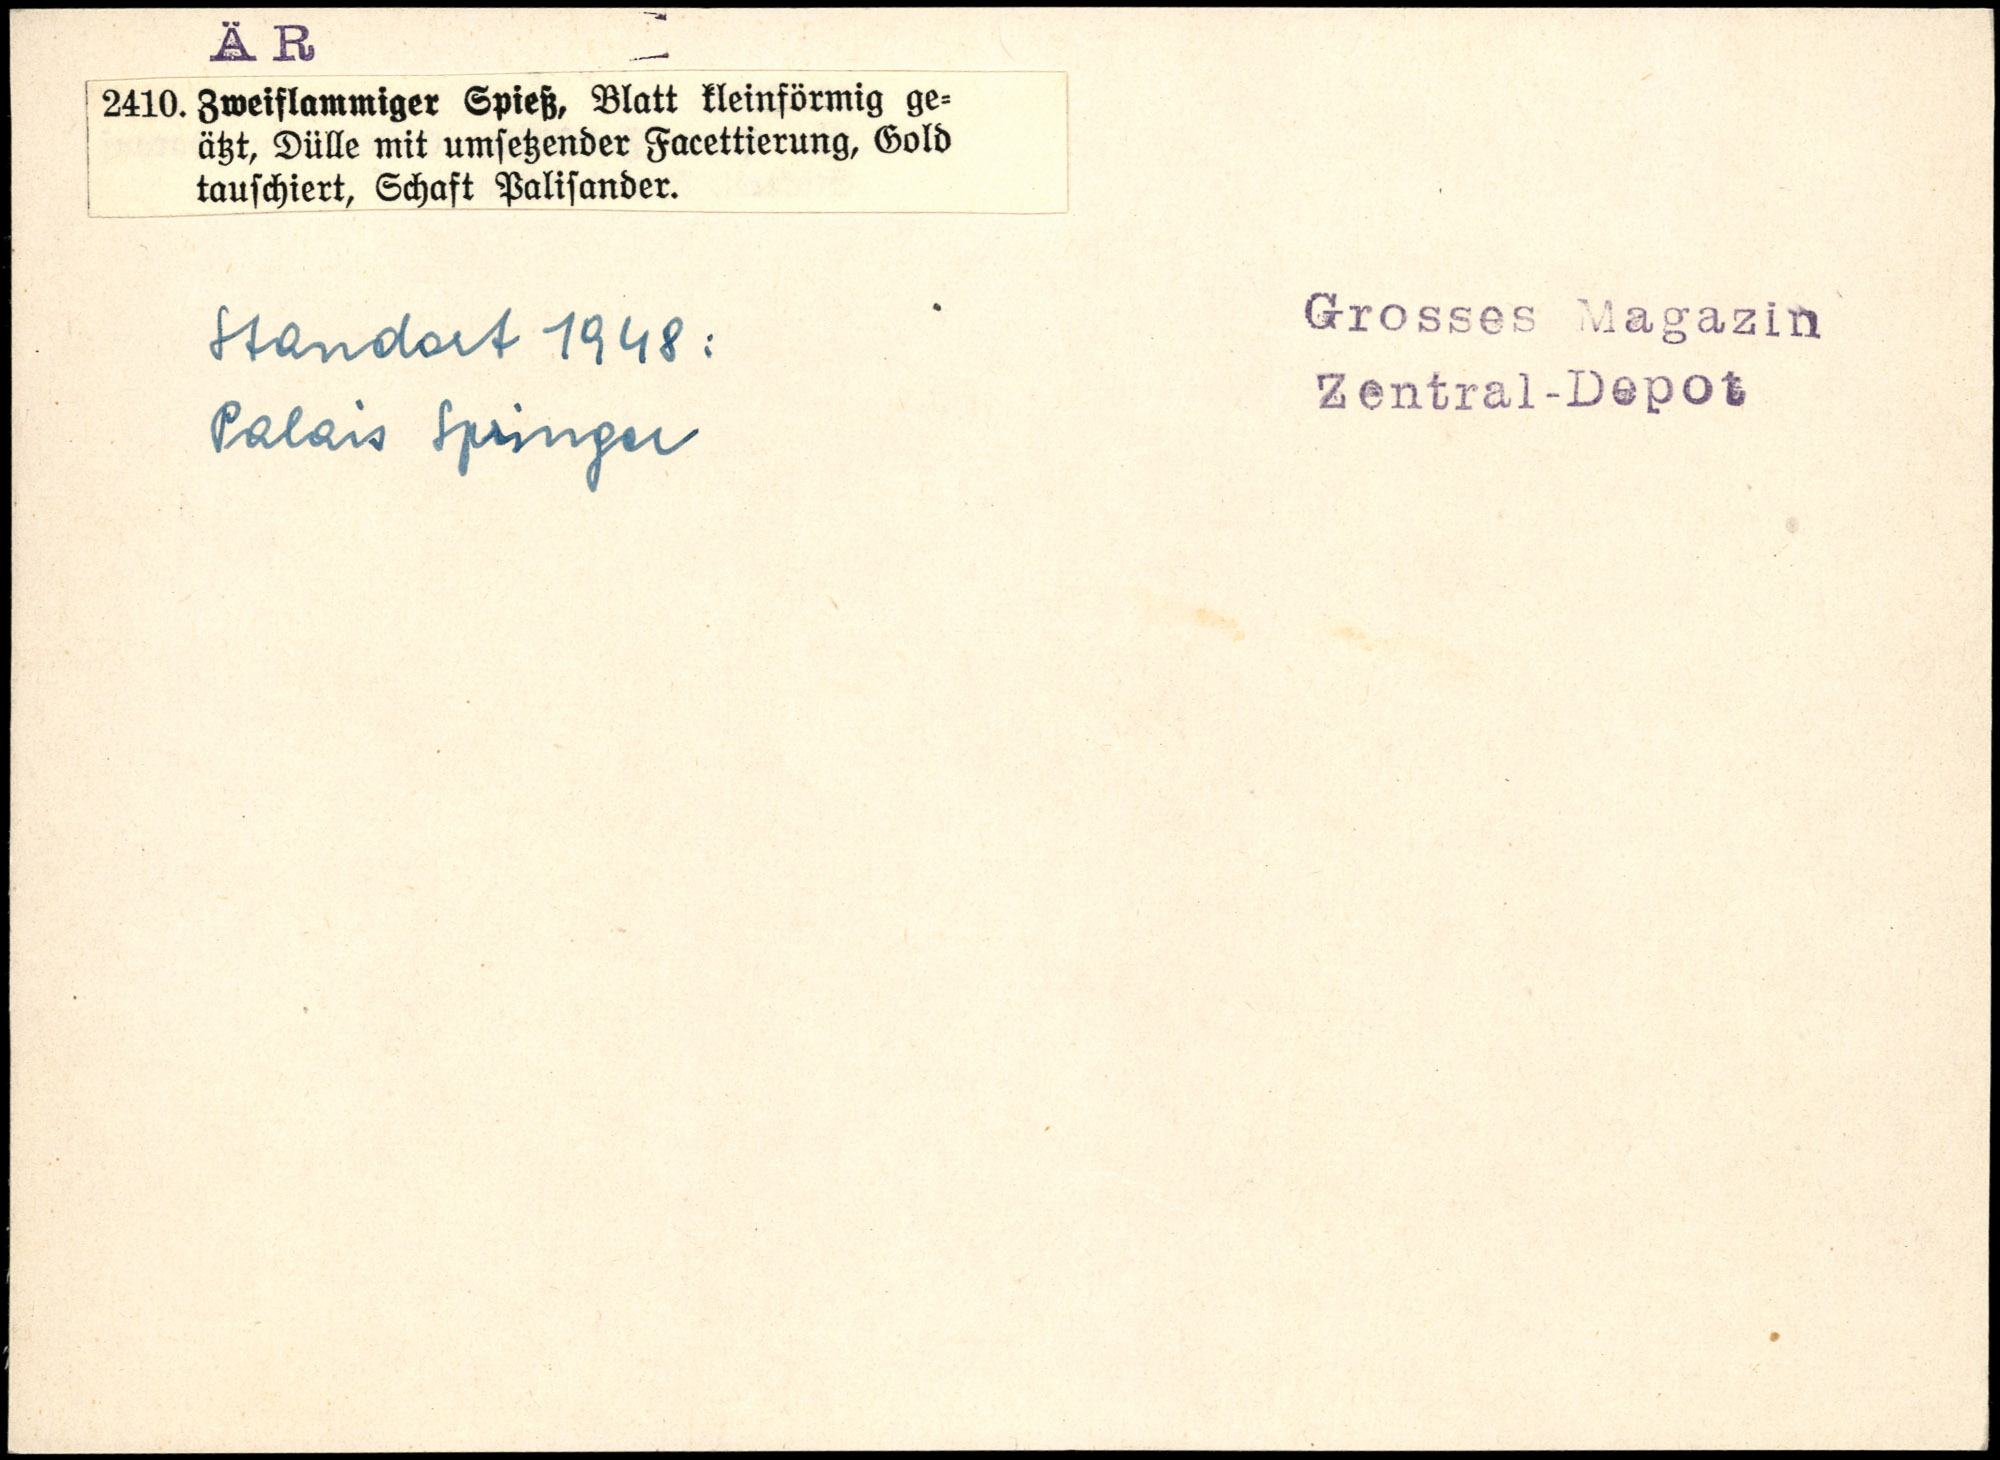 ÄR
2410. Zweiflammiger Spieß, Blatt kleinförmig ge-
ätzt, Dülle mit umsetzender Facettierung, Gold
tauschiert, Schaft Palisander.
Standort 1948:
Palais Springer
Grosses Magazin
Zentral-Depot